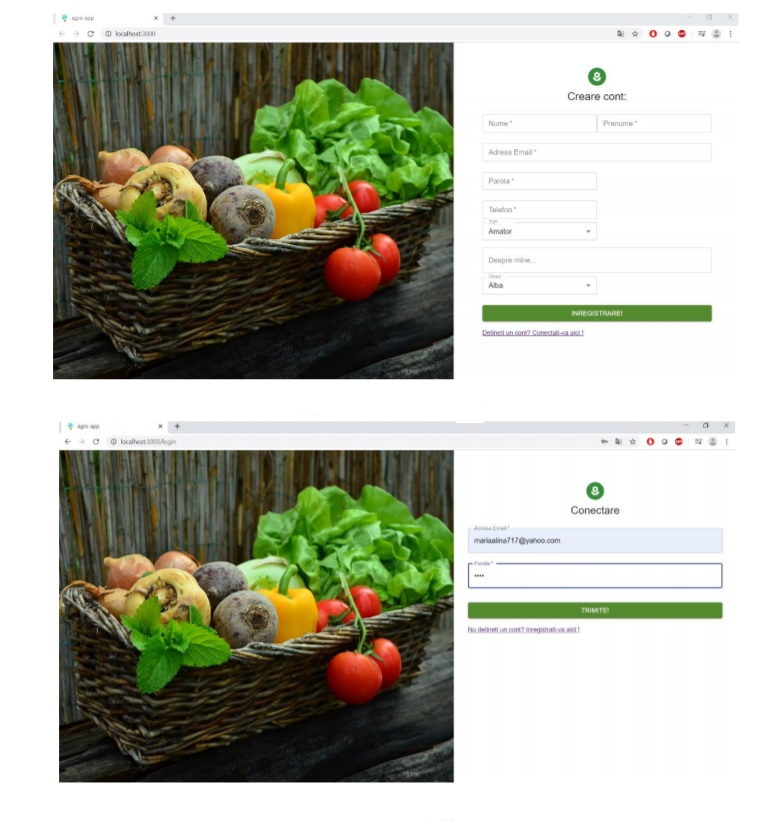 agro-app
localhost:3000
Creare cont:
Nume * Prenume *
Adresa Email *
Parola *
Telefon *
TIP
Amator
Despre mine...
Oras
Alba
INREGISTRARE!
Detineti un cont? Conectati-va aici !
agro-app
localhost:3000/login
Conectare
Adresa Email *
mariaalina717@yahoo.com
Parola *
••••
TRIMITE!
Nu detineti un cont? Inregistrati-va aici !